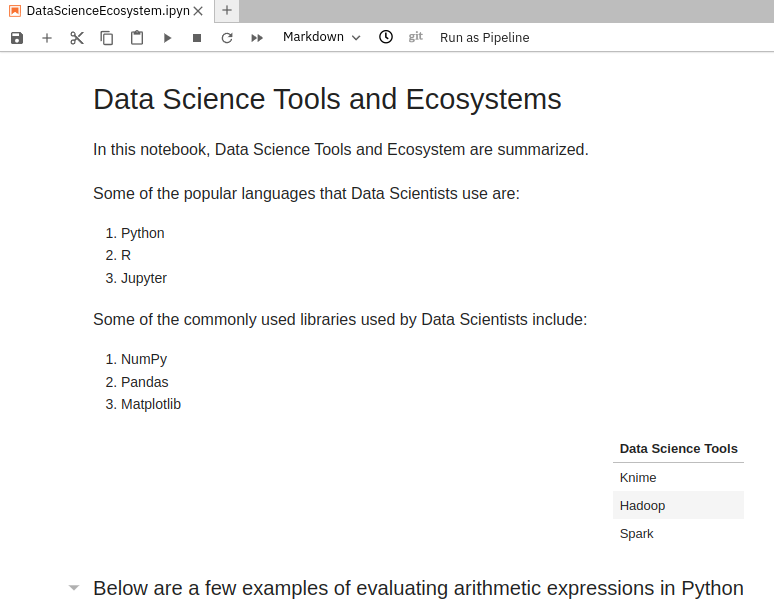 DataScienceEcosystem.ipyn
Markdown git Run as Pipeline
Data Science Tools and Ecosystems
In this notebook, Data Science Tools and Ecosystem are summarized.
Some of the popular languages that Data Scientists use are:
1. Python
2. R
3. Jupyter
Some of the commonly used libraries used by Data Scientists include:
1. NumPy
2. Pandas
3. Matplotlib
Data Science Tools
Knime
Hadoop
Spark
Below are a few examples of evaluating arithmetic expressions in Python